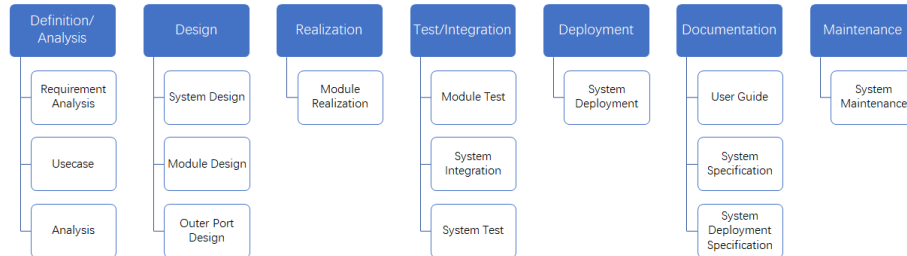 Definition/
Analysis
Design
Realization
Test/Integration
Deployment
Documentation
Maintenance
Requirement
Analysis
System Design
Module
Realization
Module Test
System
Deployment
User Guide
System
Maintenance
Usecase
Module Design
System
Integration
System
Specification
Analysis
Outer Port
Design
System Test
System
Deployment
Specification